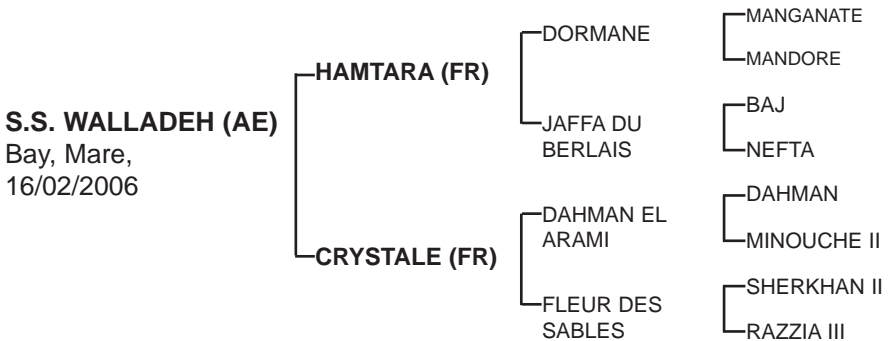 S.S. WALLADEH (AE)
Bay, Mare,
16/02/2006
HAMTARA (FR)
CRYSTALE (FR)
DORMANE
JAFFA DU
BERLAIS
DAHMAN EL
ARAMI
FLEUR DES
SABLES
MANGANATE
MANDORE
BAJ
NEFTA
DAHMAN
MINOUCHE II
SHERKHAN II
RAZZIA III